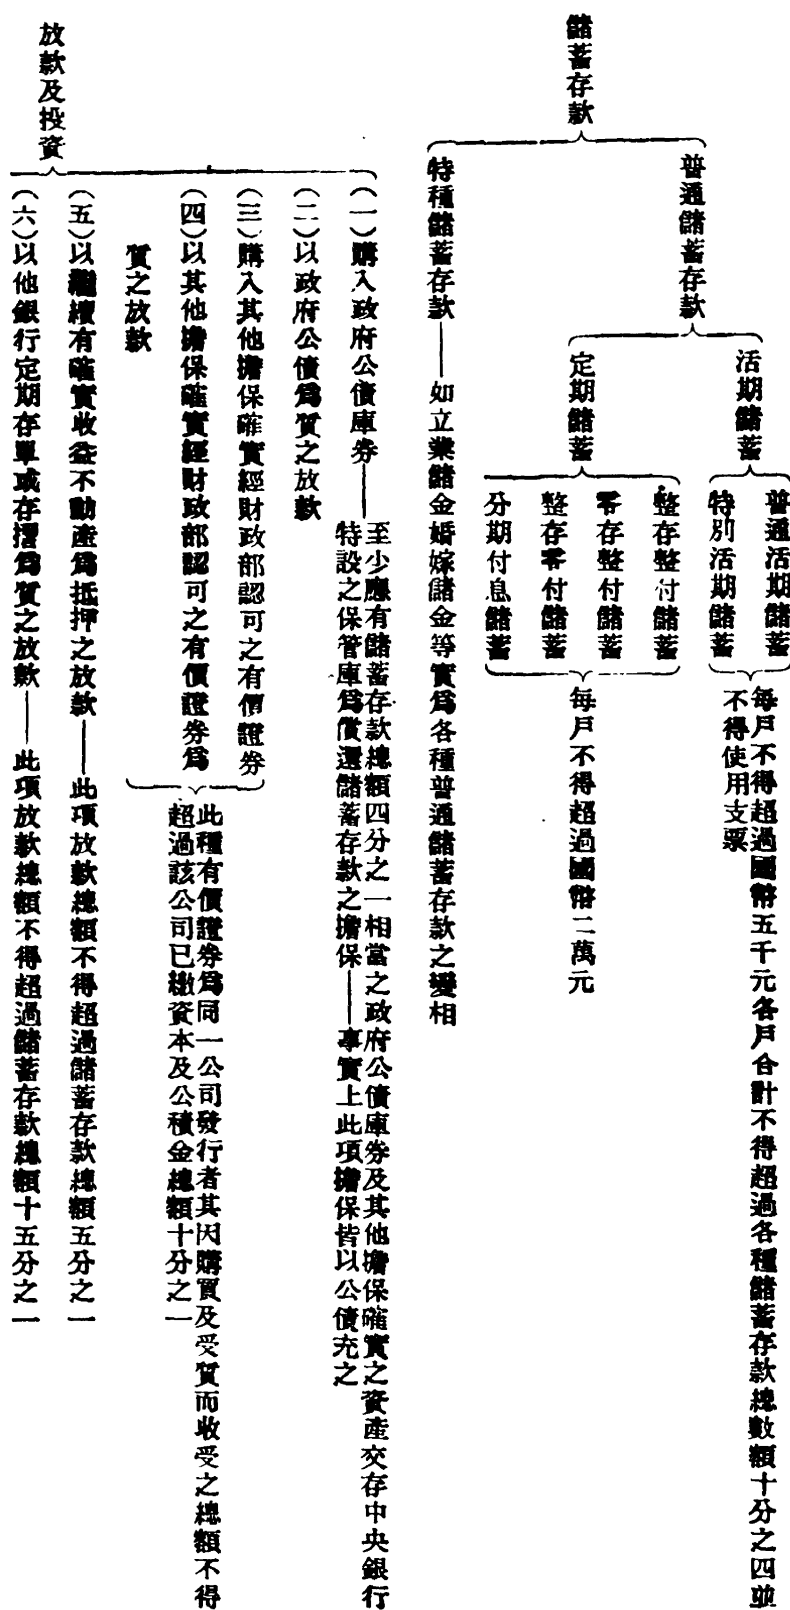 儲蓄存款
普通儲蓄存款
活期儲蓄
普通活期儲蓄
特別活期儲蓄
每戶不得超過國幣五千元各戶合計不得超過各種儲蓄存款總數額十分之四並
不得使用支票
定期儲蓄
整存整付儲蓄
零存整付儲蓄
整存零付儲蓄
分期付息儲蓄
每戶不得超過國幣二萬元
特種儲蓄存款——如立業儲金婚嫁儲金等實爲各種普通儲蓄存款之變相
放款及投資
(一)購入政府公債庫券——
至少應有儲蓄存款總額四分之一相當之政府公債庫券及其他擔保確實之資產交存中央銀行
特設之保管庫爲償還儲蓄存款之擔保——事實上此項擔保皆以公債充之
(二)以政府公債爲質之放款
(三)購入其他擔保確實經財政部認可之有價證券
(四)以其他擔保確實經財政部認可之有價證券爲
質之放款
此種有價證券爲同一公司發行者其因購買及受質而收受之總額不得
超過該公司已繳資本及公積金總額十分之一
(五)以繼續有確實收益不動產爲抵押之放款——此項放款總額不得超過儲蓄存款總額五分之一
(六)以他銀行定期存單或存摺爲質之放款——此項放款總額不得超過儲蓄存款總額十五分之一